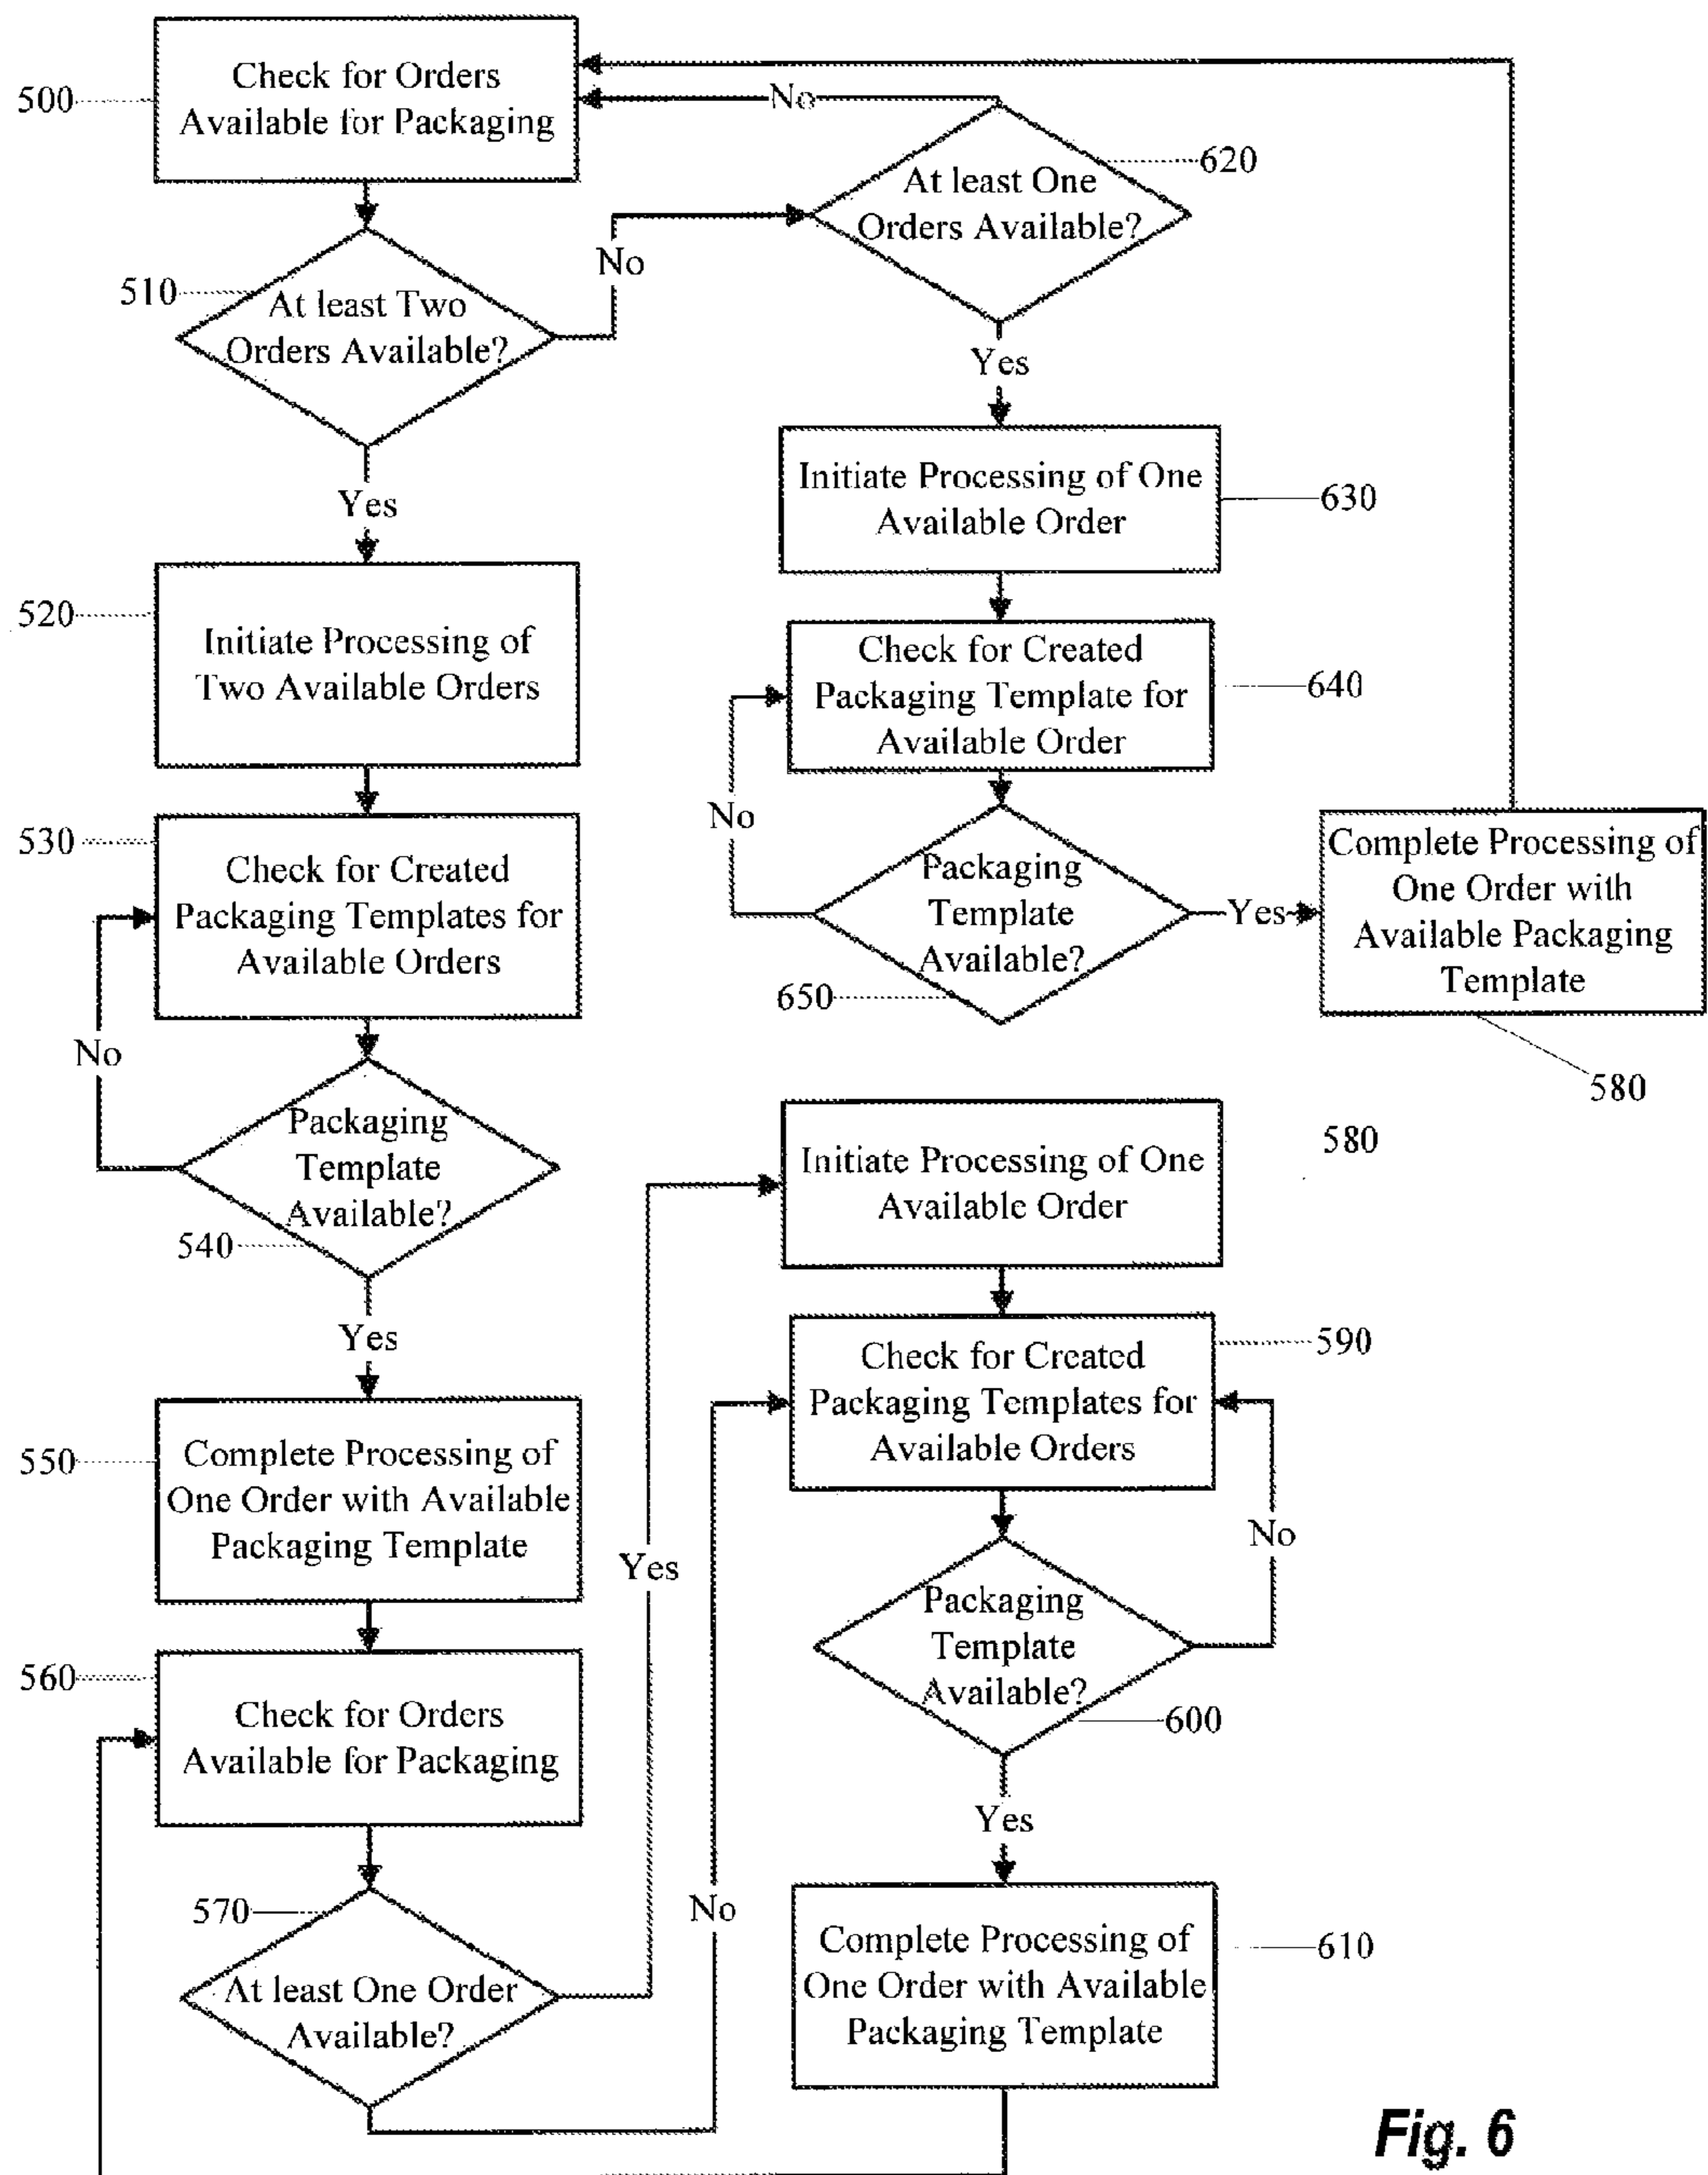 500
Check for Orders
Available for Packaging
No
620
At least One
Orders Available?
No
510
At least Two
Orders Available?
Yes
Yes
Initiate Processing of One
Available Order
630
520
Initiate Processing of
Two Available Orders
Check for Created
Packaging Template for
Available Order
640
No
530
Check for Created
Packaging Templates for
Available Orders
Packaging
Template
Available?
650
Yes
Complete Processing of
One Order with
Available Packaging
Template
580
No
Packaging
Template
Available?
540
Initiate Processing of One
Available Order
580
Yes
Check for Created
Packaging Templates for
Available Orders
590
550
Complete Processing of
One Order with Available
Packaging Template
Yes
No
Packaging
Template
Available?
600
560
Check for Orders
Available for Packaging
Yes
570
At least One Order
Available?
No
Complete Processing of
One Order with Available
Packaging Template
610
Fig. 6